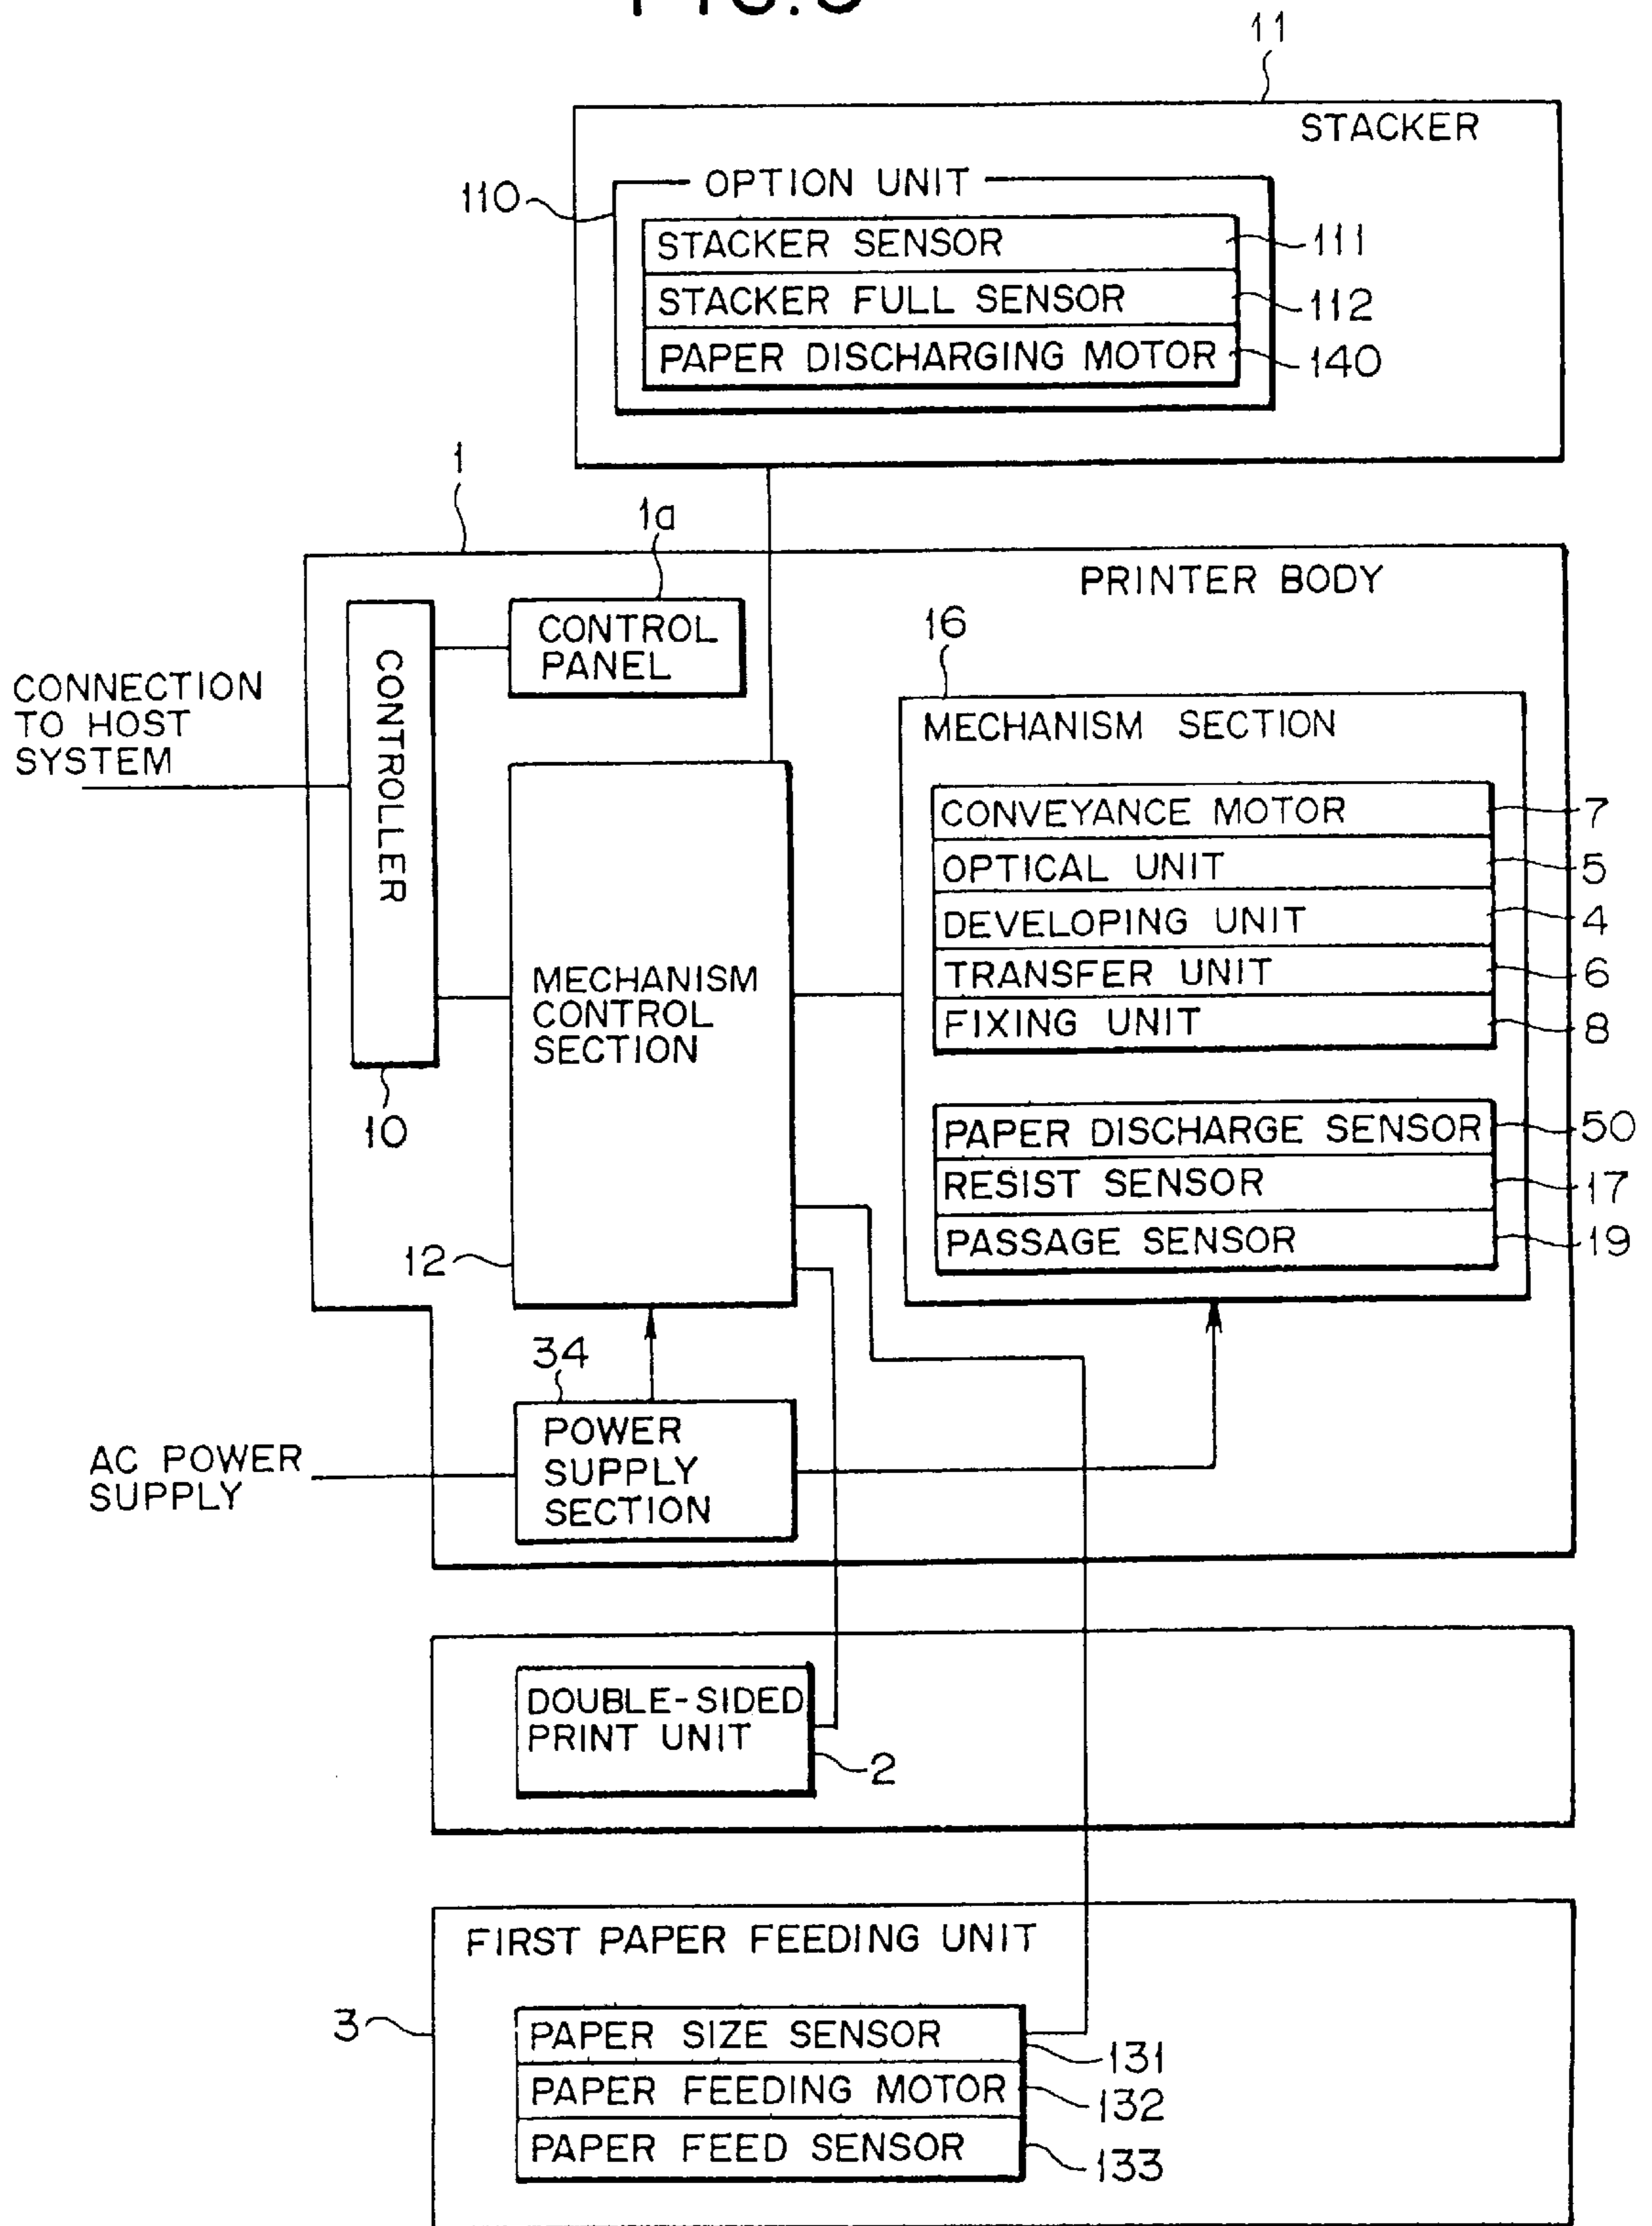 11
STACKER
110
OPTION UNIT
STACKER SENSOR
111
STACKER FULL SENSOR
112
PAPER DISCHARGING MOTOR
140
1
1a
PRINTER BODY
CONTROL
PANEL
16
CONTROLLER
CONNECTION
TO HOST
SYSTEM
MECHANISM SECTION
CONVEYANCE MOTOR
7
OPTICAL UNIT
5
DEVELOPING UNIT
4
TRANSFER UNIT
6
FIXING UNIT
8
MECHANISM
CONTROL
SECTION
10
PAPER DISCHARGE SENSOR
50
RESIST SENSOR
17
PASSAGE SENSOR
19
12
34
POWER
SUPPLY
SECTION
AC POWER
SUPPLY
DOUBLE-SIDED
PRINT UNIT
2
FIRST PAPER FEEDING UNIT
3
PAPER SIZE SENSOR
131
PAPER FEEDING MOTOR
132
PAPER FEED SENSOR
133